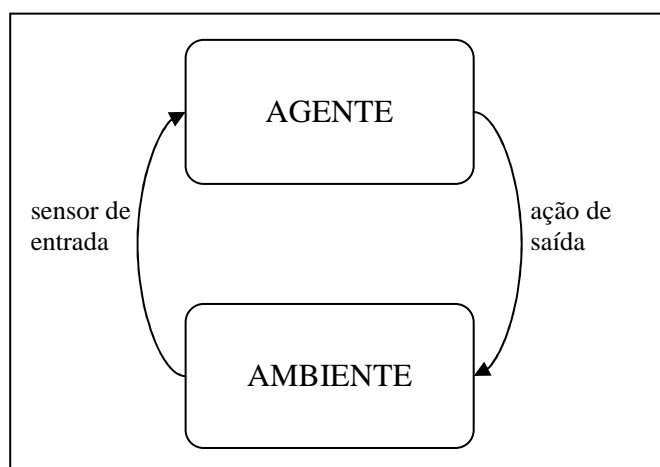 AGENTE
sensor de
entrada
ação de
saída
AMBIENTE